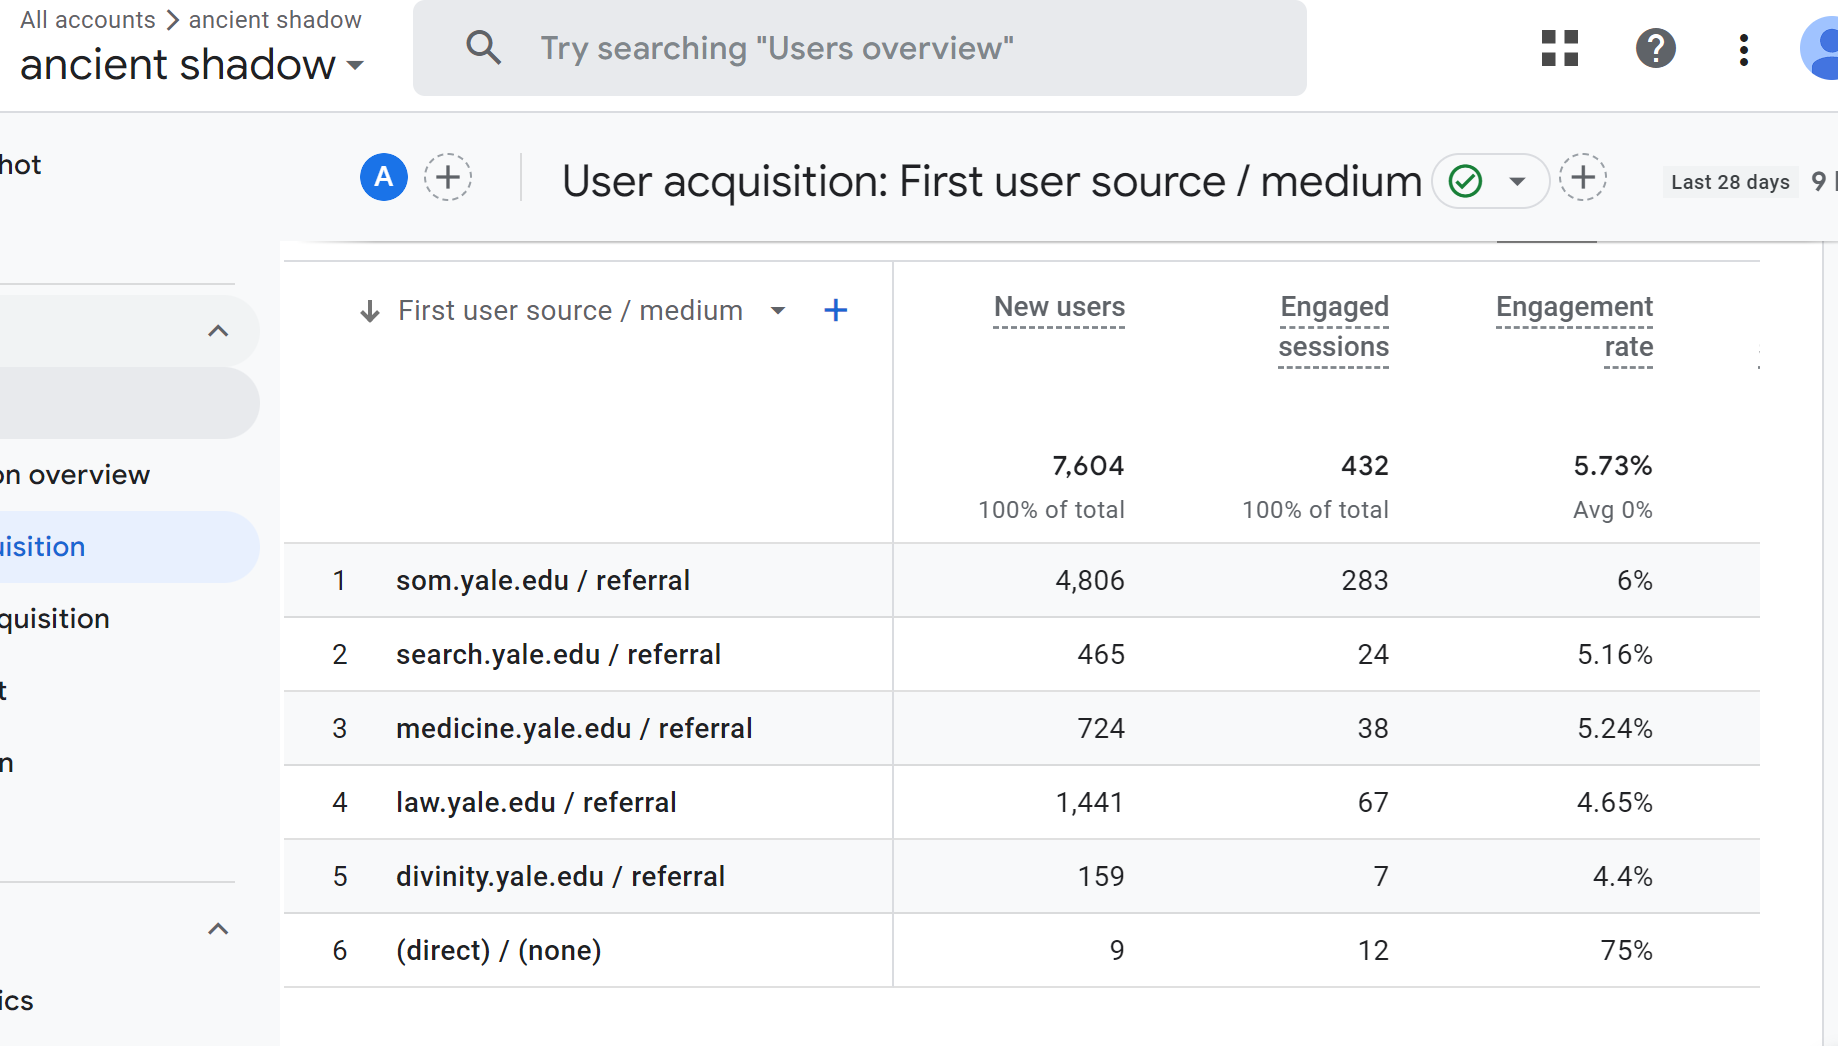 All accounts > ancient shadow
ancient shadow
Try searching "Users overview"
hot
on overview
uisition
quisition
t
n
ics
A
User acquisition: First user source / medium
Last 28 days
9
First user source / medium
New users
Engaged
sessions
Engagement
rate
7,604 432 5.73%
100% of total 100% of total Avg 0%
1 som.yale.edu / referral 4,806 283 6%
2 search.yale.edu / referral 465 24 5.16%
3 medicine.yale.edu / referral 724 38 5.24%
4 law.yale.edu / referral 1,441 67 4.65%
5 divinity.yale.edu / referral 159 7 4.4%
6 (direct) / (none) 9 12 75%